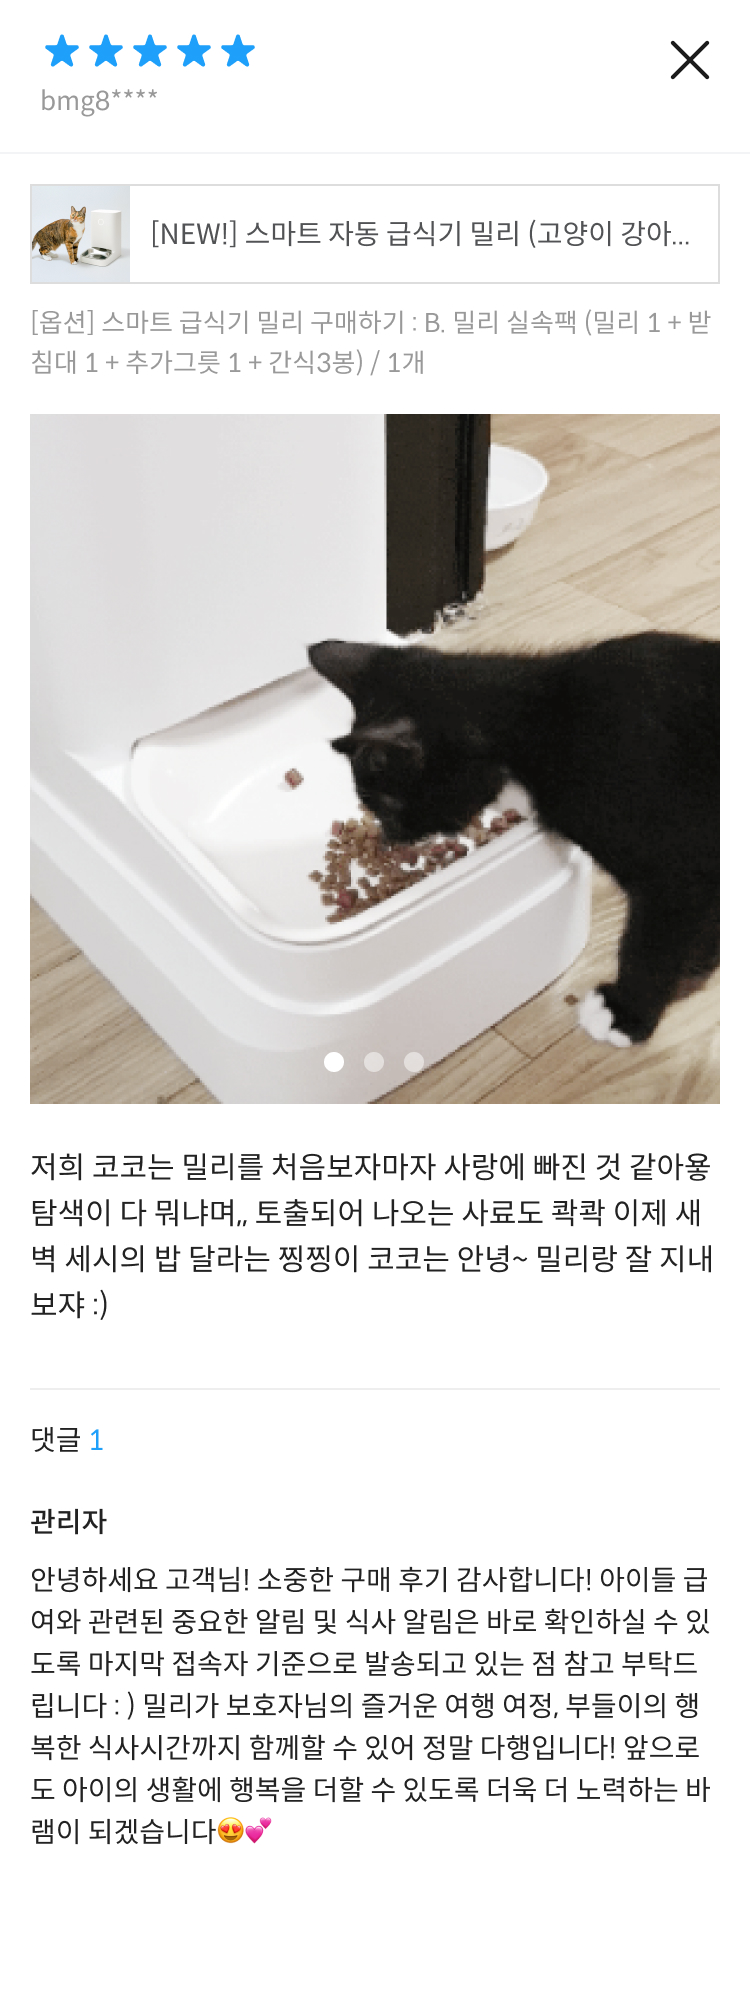 bmg8****
[NEW!] 스마트 자동 급식기 밀리 (고양이 강아...
[옵션] 스마트 급식기 밀리 구매하기 : B. 밀리 실속팩 (밀리 1 + 받
침대 1 + 추가그릇 1 + 간식3봉) / 1개
저희 코코는 밀리를 처음보자마자 사랑에 빠진 것 같아욯
탐색이 다 뭐냐며,, 토출되어 나오는 사료도 콱콱 이제 새
벽 세시의 밥 달라는 찡찡이 코코는 안녕~ 밀리랑 잘 지내
보쟈 :)
댓글 1
관리자
안녕하세요 고객님! 소중한 구매 후기 감사합니다! 아이들 급
여와 관련된 중요한 알림 및 식사 알림은 바로 확인하실 수 있
도록 마지막 접속자 기준으로 발송되고 있는 점 참고 부탁드
립니다 : ) 밀리가 보호자님의 즐거운 여행 여정, 부들이의 행
복한 식사시간까지 함께할 수 있어 정말 다행입니다! 앞으로
도 아이의 생활에 행복을 더할 수 있도록 더욱 더 노력하는 바
램이 되겠습니다😍💕